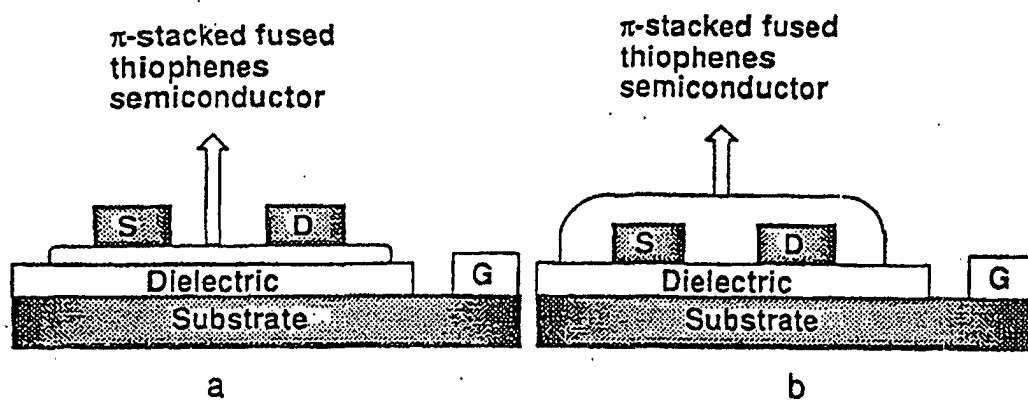 π-stacked fused
thiophenes
semiconductor
S
D
Dielectric
G
Substrate
a
π-stacked fused
thiophenes
semiconductor
S
D
Dielectric
G
Substrate
b